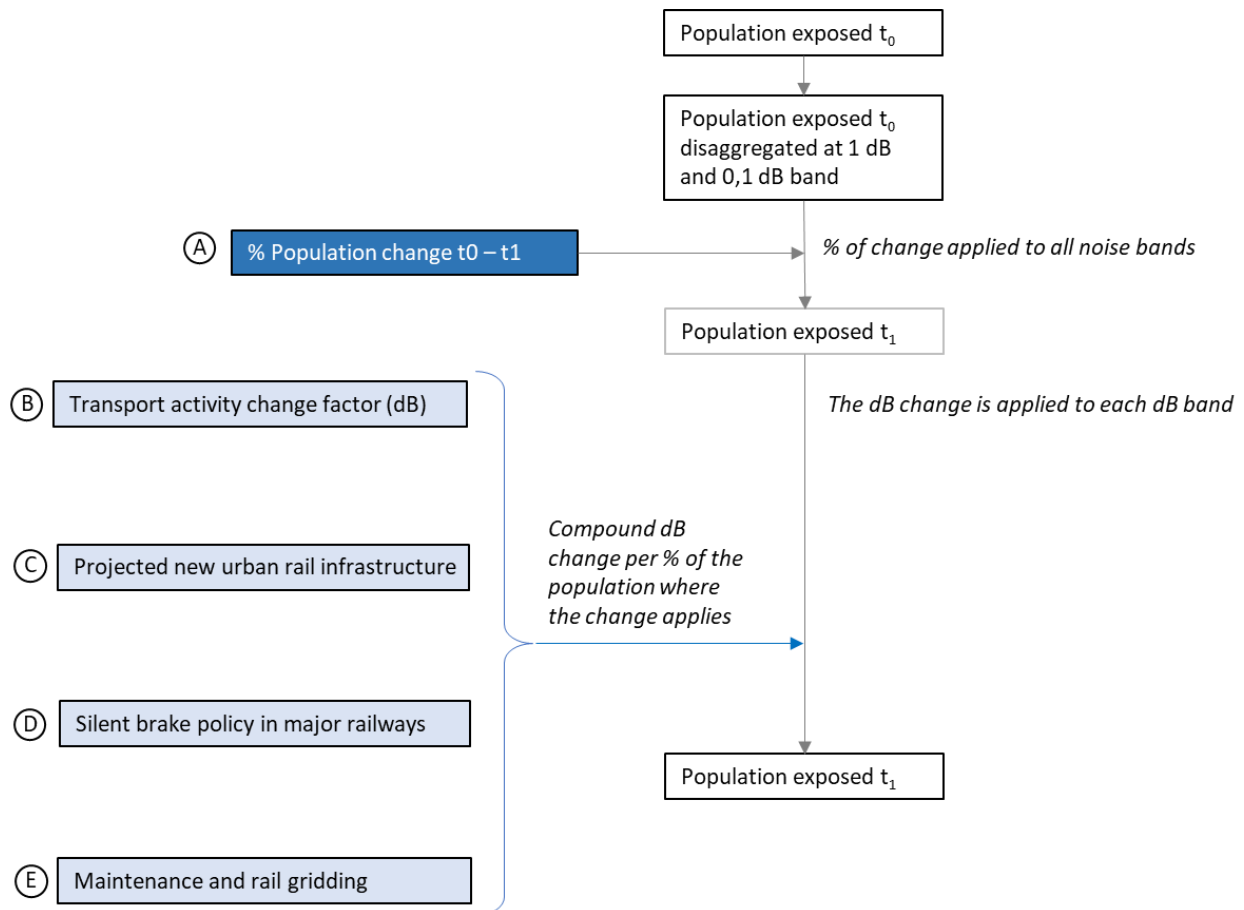 Population exposed t0
Population exposed t0
disaggregated at 1 dB
and 0,1 dB band
A
% Population change t0 – t1
% of change applied to all noise bands
Population exposed t1
B
Transport activity change factor (dB)
The dB change is applied to each dB band
C
Projected new urban rail infrastructure
Compound dB
change per % of the
population where
the change applies
D
Silent brake policy in major railways
Population exposed t1
E
Maintenance and rail gridding